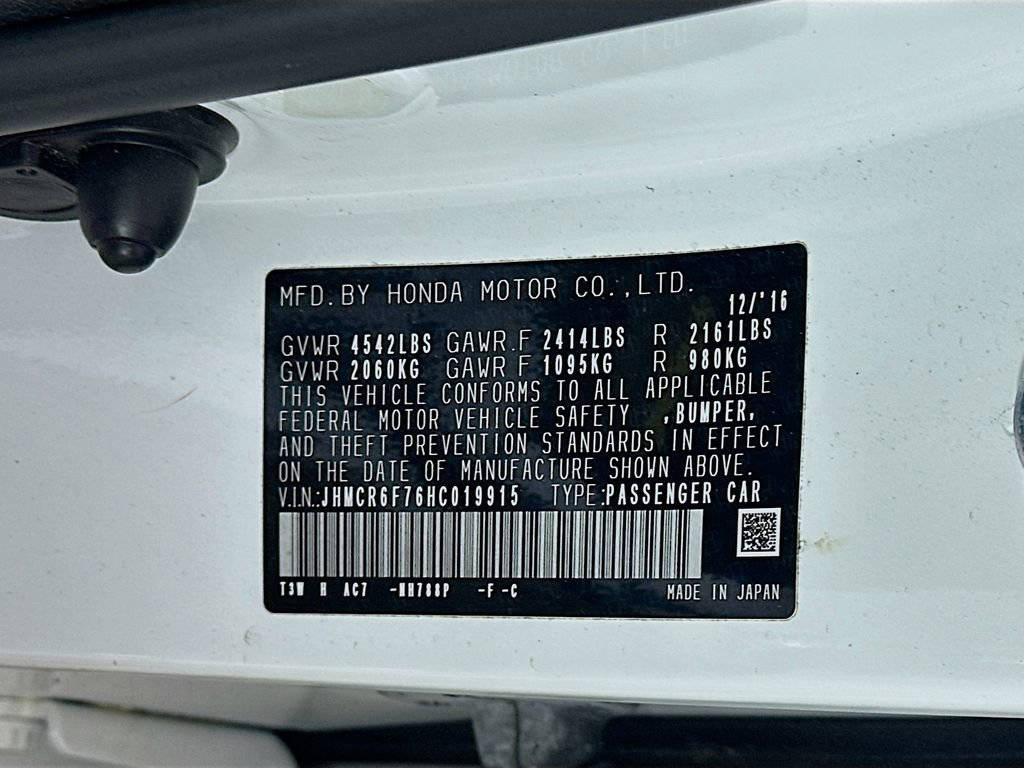 MFD. BY HONDA MOTOR CO., LTD.
12/'16
GVWR 4542LBS GAWR F 2414LBS R 2161LBS
GVWR 2060KG GAWR F 1095KG R 980KG
THIS VEHICLE CONFORMS TO ALL APPLICABLE
FEDERAL MOTOR VEHICLE SAFETY ,BUMPER,
AND THEFT PREVENTION STANDARDS IN EFFECT
ON THE DATE OF MANUFACTURE SHOWN ABOVE.
V.I.N.:JHMCR6F76HC019915 TYPE:PASSENGER CAR
T3W H AC7 -NH788P -F -C MADE IN JAPAN